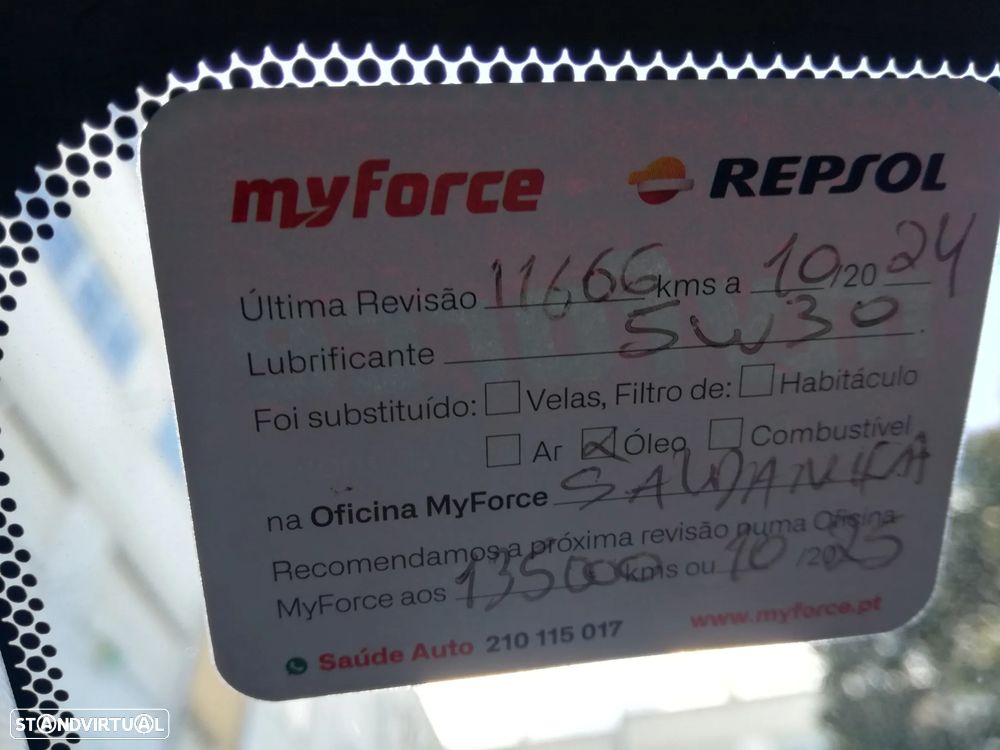 myforce REPSOL
Última Revisão 11666 kms a 10/2024
Lubrificante 5W30
Foi substituído: Velas, Filtro de: Habitáculo
Ar Óleo Combustível
na Oficina MyForce
Recomendamos a próxima revisão numa Oficina
MyForce aos 135000 kms ou 10/2025
Saúde Auto 210 115 017 www.myforce.pt
STANDVIRTUAL